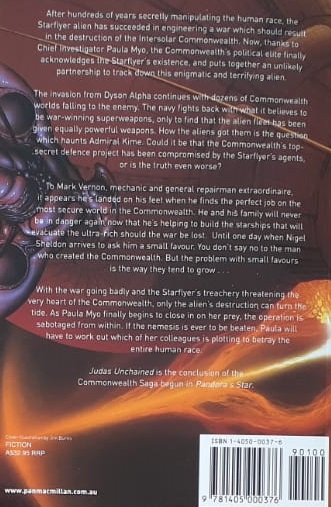 After hundreds of years secretly manipulating the human race, the
Starflyer alien has succeeded in engineering a war which should result
in the destruction of the Intersolar Commonwealth. Now, thanks to
Chief Investigator Paula Myo, the Commonwealth's political elite finally
acknowledges the Starflyer's existence, and puts together an unlikely
partnership to track down this enigmatic and terrifying alien.
The invasion from Dyson Alpha continues with dozens of Commonwealth
worlds falling to the enemy. The navy fights back with what it believes to
be war-winning superweapons, only to find that the alien fleet has been
given equally powerful weapons. How the aliens got them is the question
which haunts Admiral Kime. Could it be that the Commonwealth's top-
secret defence project has been compromised by the Starflyer's agents,
or is the truth even worse?
To Mark Vernon, mechanic and general repairman extraordinaire,
it appears he's landed on his feet when he finds the perfect job on the
most secure world in the Commonwealth. He and his family will never
be in danger again now that he's helping to build the starships that will
evacuate the ultra-rich should the war be lost. Until one day when Nigel
Sheldon arrives to ask him a small favour. You don't say no to the man
who created the Commonwealth. But the problem with small favours
is the way they tend to grow . . .
With the war going badly and the Starflyer's treachery threatening the
very heart of the Commonwealth, only the alien's destruction can turn the
tide. As Paula Myo finally begins to close in on her prey, the operation is
sabotaged from within. If the nemesis is ever to be beaten, Paula will
have to work out which of her colleagues is plotting to betray the
entire human race.
Judas Unchained is the conclusion of the
Commonwealth Saga begun in Pandora's Star.
Cover illustration by Jim Burns
FICTION
A$32.95 RRP
www.panmacmillan.com.au
ISBN 1-4050-0037-6
90100
9 781405 000376